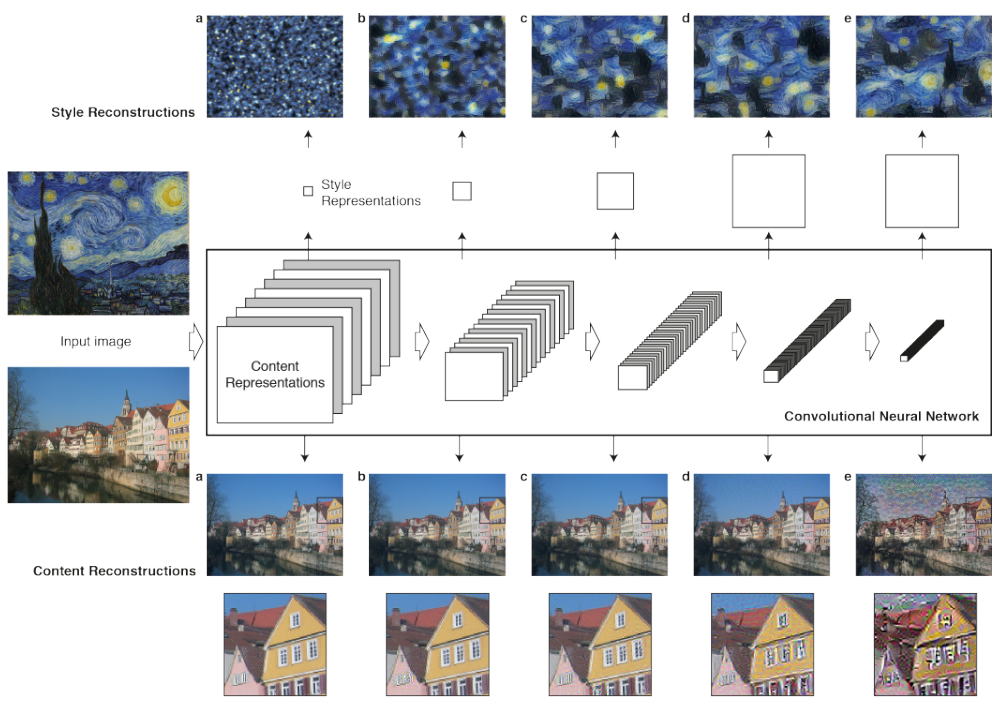 a b c d e
Style Reconstructions
Style
Representations
Input image
Content
Representations
Convolutional Neural Network
a b c d e
Content Reconstructions